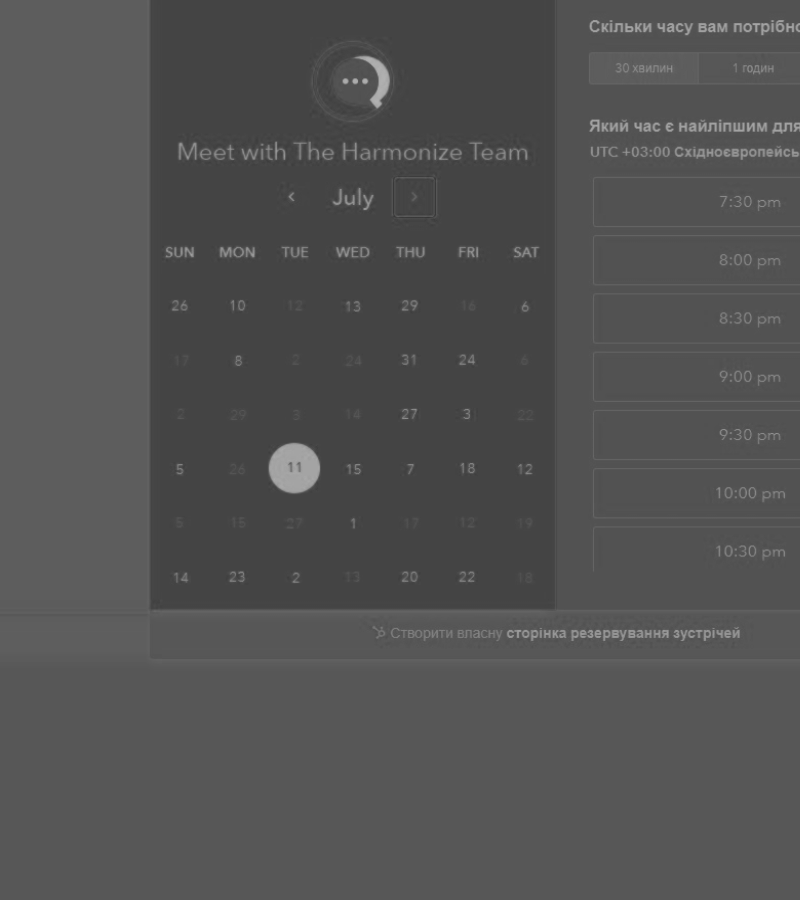 Meet with The Harmonize Team
‹ July ›
SUN MON TUE WED THU FRI SAT
26 10 12 13 29 16 6
17 8 2 24 31 24 6
2 29 3 14 27 3 22
5 26 11 15 7 18 12
5 15 27 1 17 12 19
14 23 2 13 20 22 18
Скільки часу вам потрібно
30 хвилин 1 годин
Який час є найліпшим для
UTC +03:00 Східноєвропейсь
7:30 pm
8:00 pm
8:30 pm
9:00 pm
9:30 pm
10:00 pm
10:30 pm
Створити власну сторінка резервування зустрічей